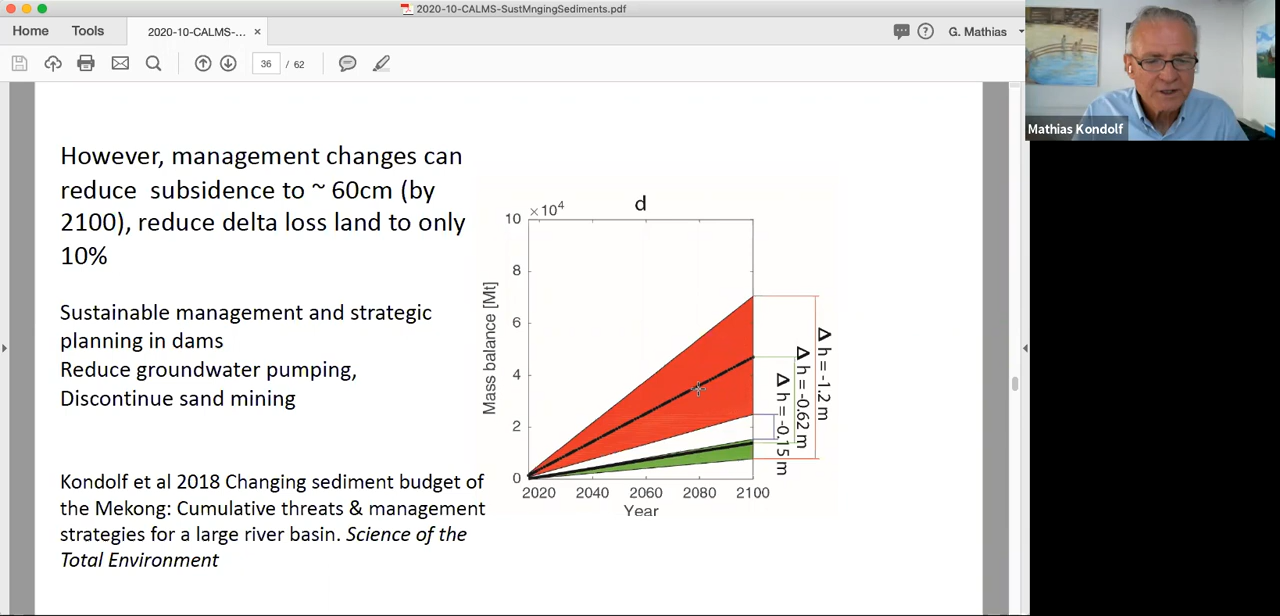 2020-10-CALMS-SustMngingSediments.pdf
Home
Tools
2020-10-CALMS-... ×
G. Mathias
36 / 62
Mathias Kondolf
However, management changes can
reduce subsidence to ~ 60cm (by
2100), reduce delta loss land to only
10%
Sustainable management and strategic
planning in dams
Reduce groundwater pumping,
Discontinue sand mining
Kondolf et al 2018 Changing sediment budget of
the Mekong: Cumulative threats & management
strategies for a large river basin. Science of the
Total Environment
d
×10⁴
10
8
6
4
2
0
Mass balance [Mt]
2020 2040 2060 2080 2100
Year
Δ h = -0.15 m
Δ h = -0.62 m
Δ h = -1.2 m